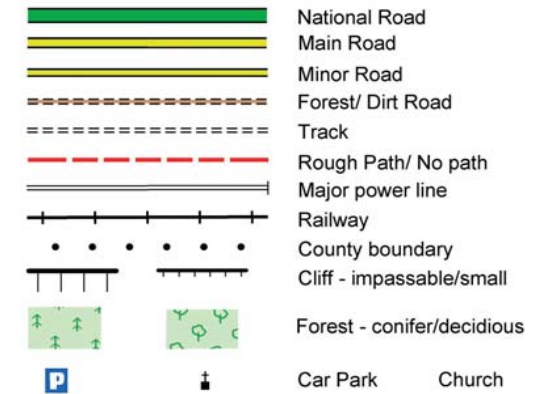 National Road
Main Road
Minor Road
Forest/ Dirt Road
Track
Rough Path/ No path
Major power line
Railway
County boundary
Cliff - impassable/small
Forest - conifer/decidious
P Car Park Church